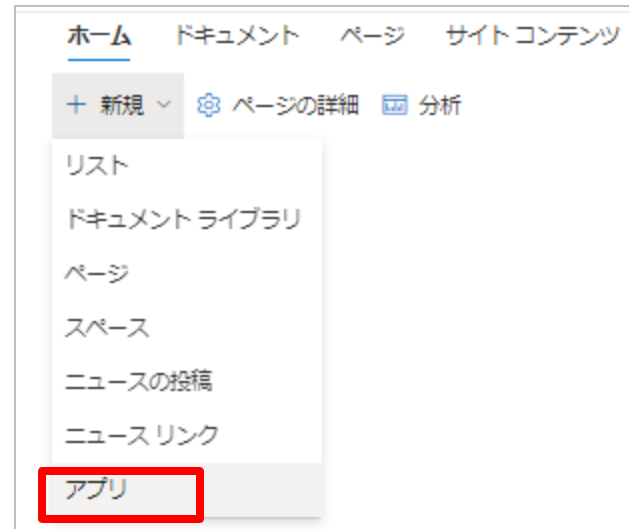 ホーム ドキュメント ページ サイト コンテンツ
＋ 新規 ページの詳細 分析
リスト
ドキュメント ライブラリ
ページ
スペース
ニュースの投稿
ニュース リンク
アプリ